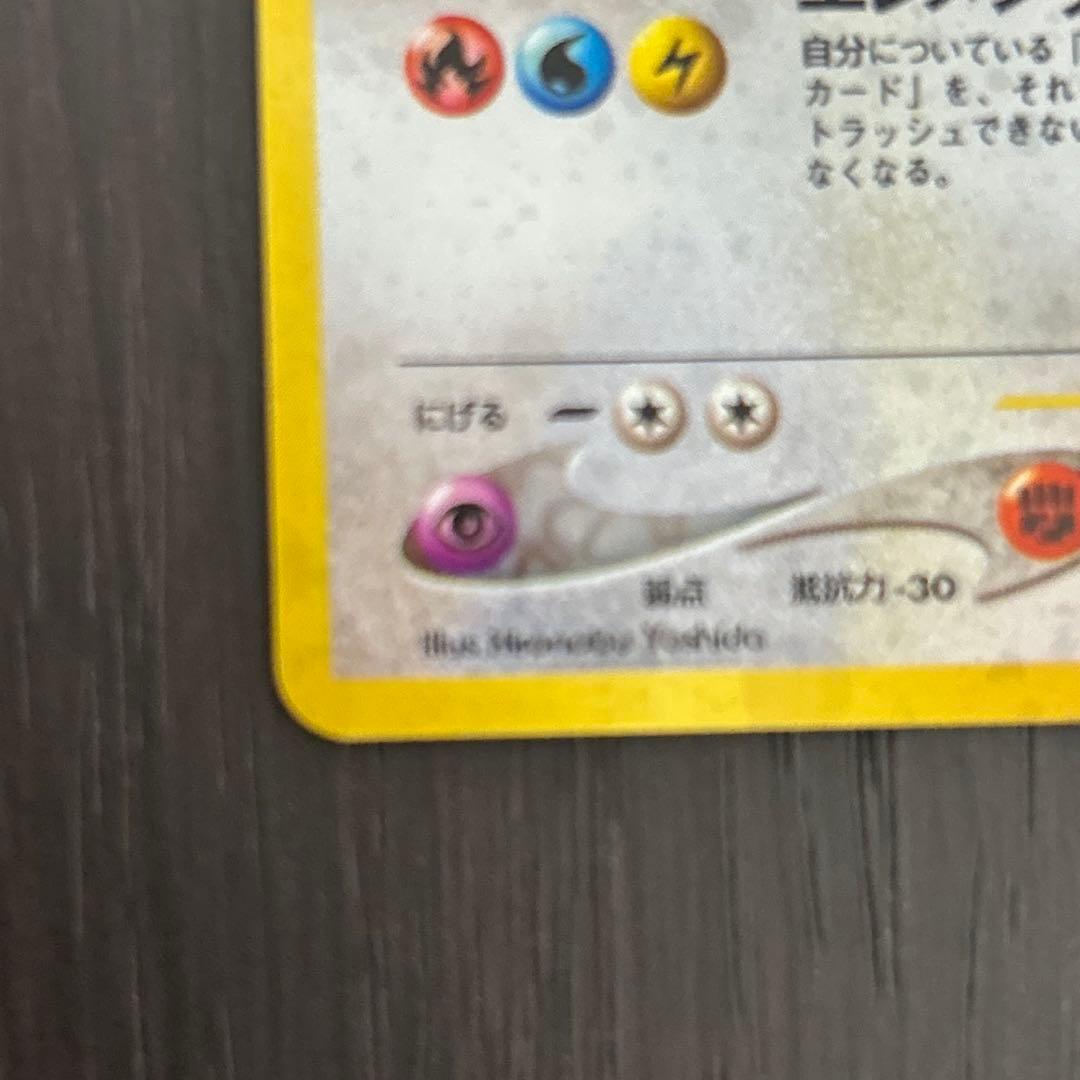 自分についている「
カード」を、それ
トラッシュできない
なくなる。
にげる
弱点 抵抗力 -30
Illus. Hironobu Yoshida